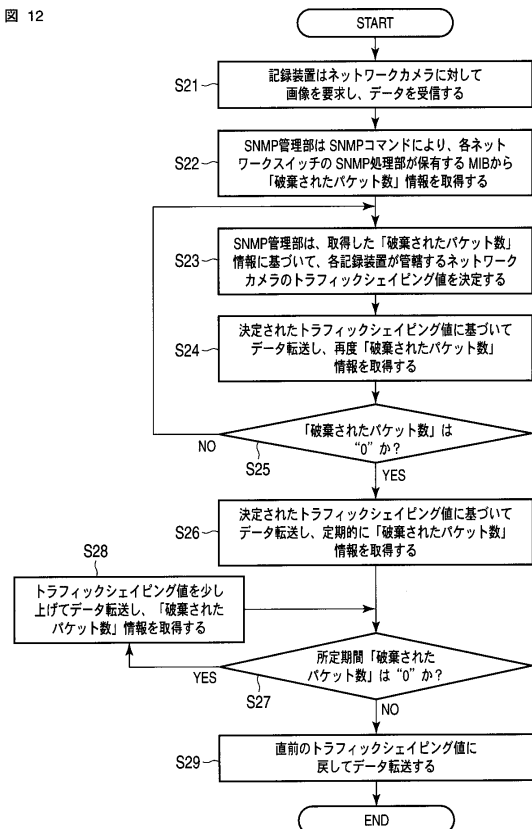 図 12
START
S21
記録装置はネットワークカメラに対して
画像を要求し、データを受信する
S22
SNMP管理部は SNMPコマンドにより、各ネット
ワークスイッチの SNMP処理部が保有する MIBから
「破棄されたパケット数」情報を取得する
S23
SNMP管理部は、取得した「破棄されたパケット数」
情報に基づいて、各記録装置が管轄するネットワーク
カメラのトラフィックシェイピング値を決定する
S24
決定されたトラフィックシェイピング値に基づいて
データ転送し、再度「破棄されたパケット数」
情報を取得する
「破棄されたパケット数」は
“0”か?
NO
S25
YES
S26
決定されたトラフィックシェイピング値に基づいて
データ転送し、定期的に「破棄されたパケット数」
情報を取得する
S28
トラフィックシェイピング値を少し
上げてデータ転送し、「破棄された
パケット数」情報を取得する
所定期間「破棄された
パケット数」は“0”か?
YES
S27
NO
S29
直前のトラフィックシェイピング値に
戻してデータ転送する
END